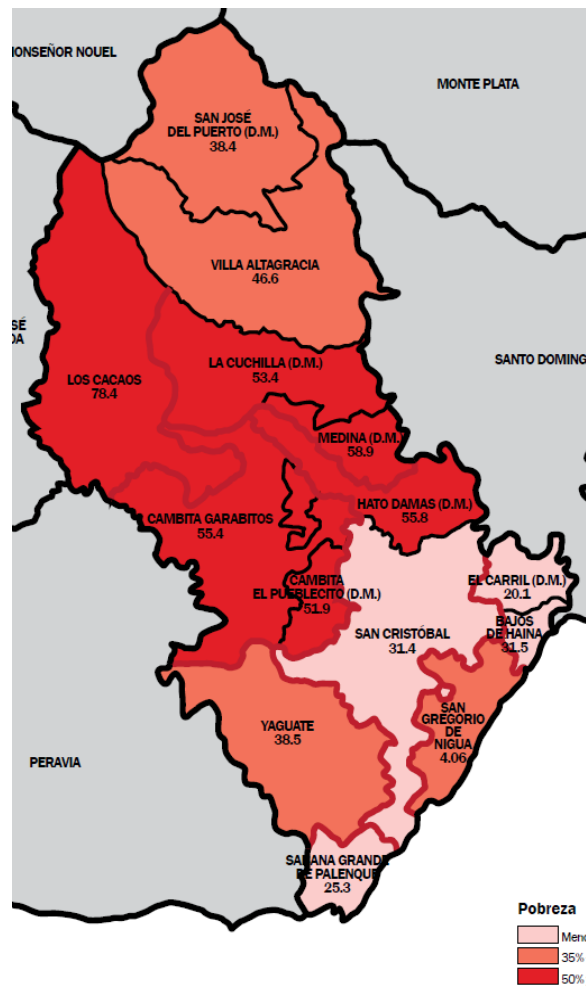 MONSEÑOR NOUEL
MONTE PLATA
SAN JOSÉ
DEL PUERTO (D.M.)
38.4
VILLA ALTAGRACIA
46.6
SÉ
OA
SANTO DOMING
LA CUCHILLA (D.M.)
53.4
LOS CACAOS
78.4
MEDINA (D.M.)
58.9
HATO DAMAS (D.M.)
55.8
CAMBITA GARABITOS
55.4
EL CARRIL (D.M.)
20.1
CAMBITA
EL PUEBLECITO (D.M.)
51.9
BAJOS
DE HAINA
31.5
SAN CRISTÓBAL
31.4
SAN
GREGORIO
DE
NIGUA
4.06
YAGUATE
38.5
PERAVIA
SABANA GRANDE
DE PALENQUE
25.3
Pobreza
Meno
35%
50%